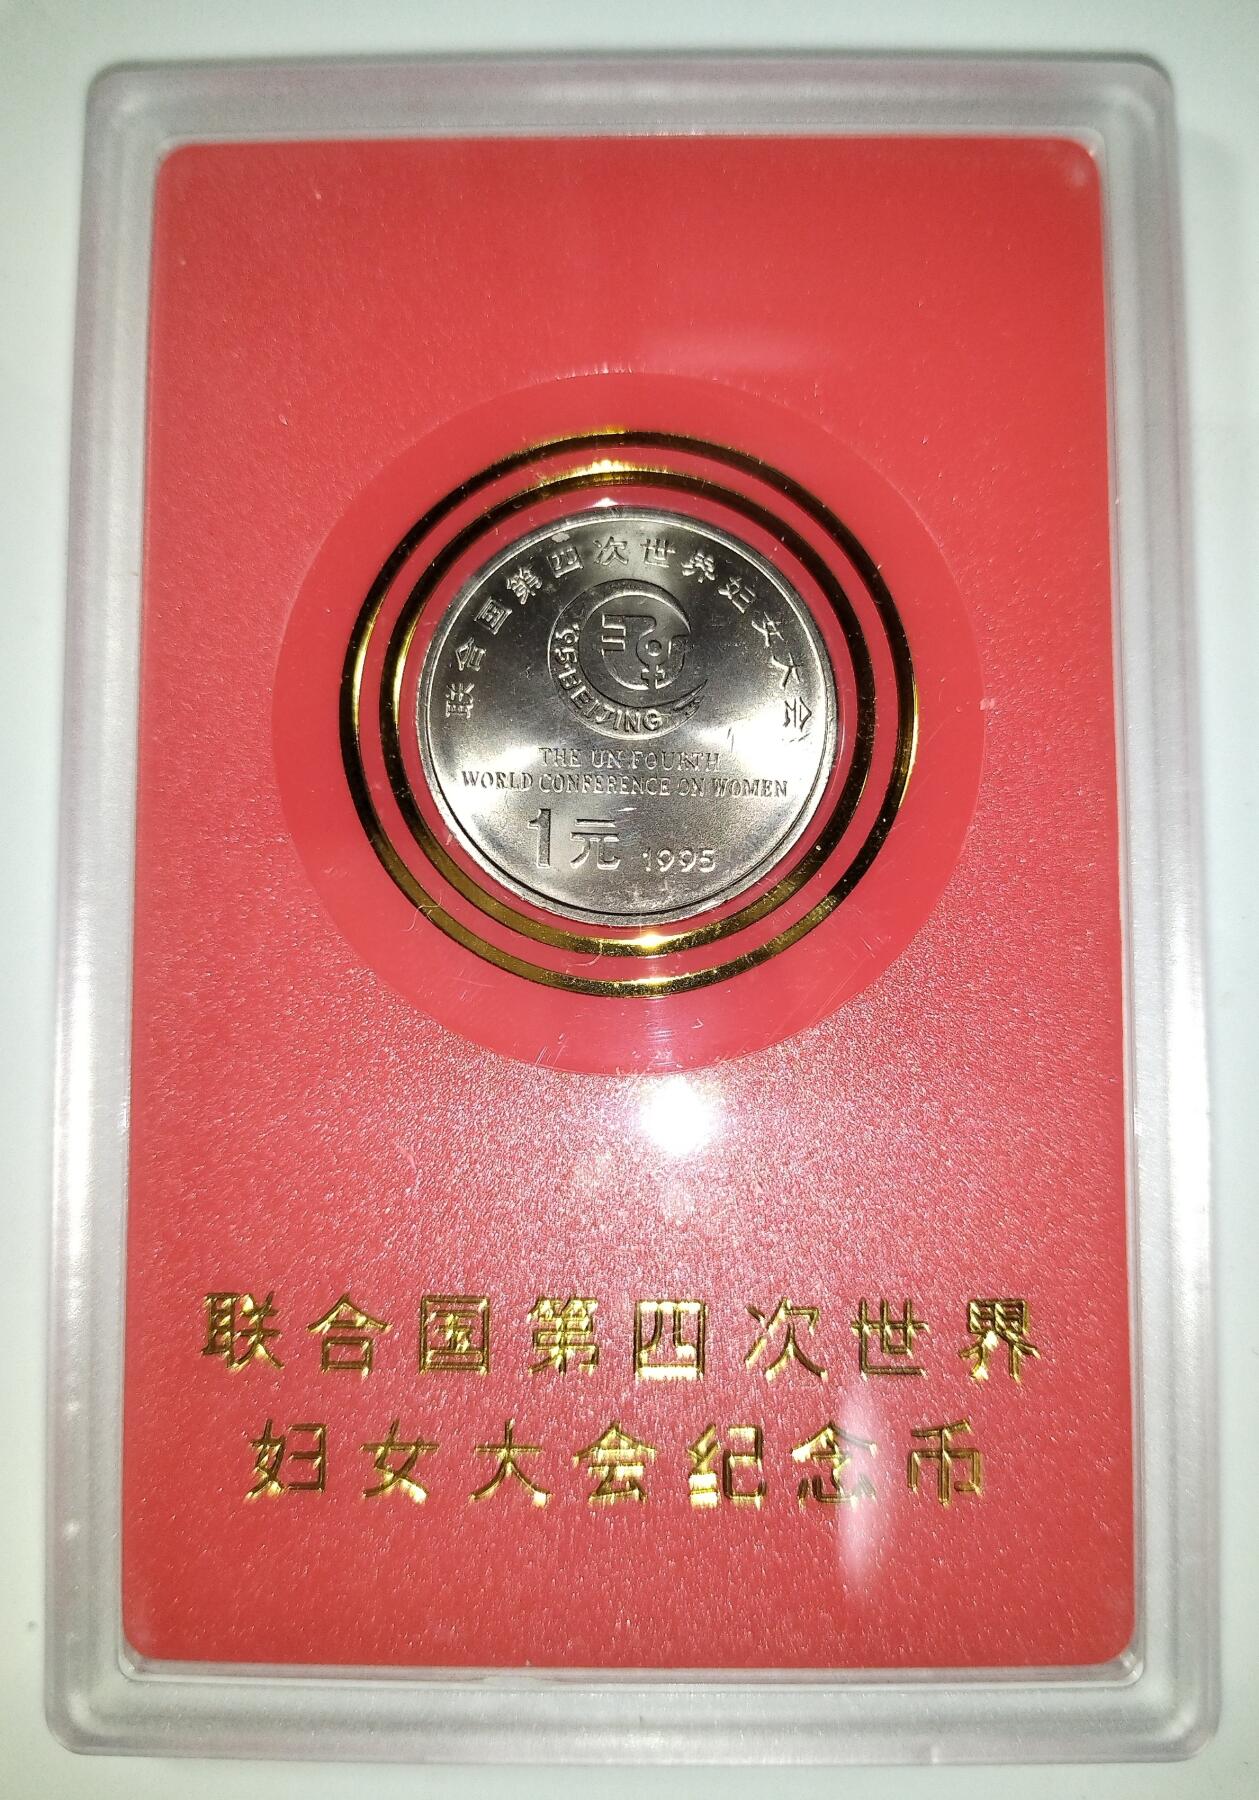 联合国第四次世界妇女大会
'95·BEIJING
THE UN FOURTH
WORLD CONFERENCE ON WOMEN
1元 1995
联合国第四次世界
妇女大会纪念币